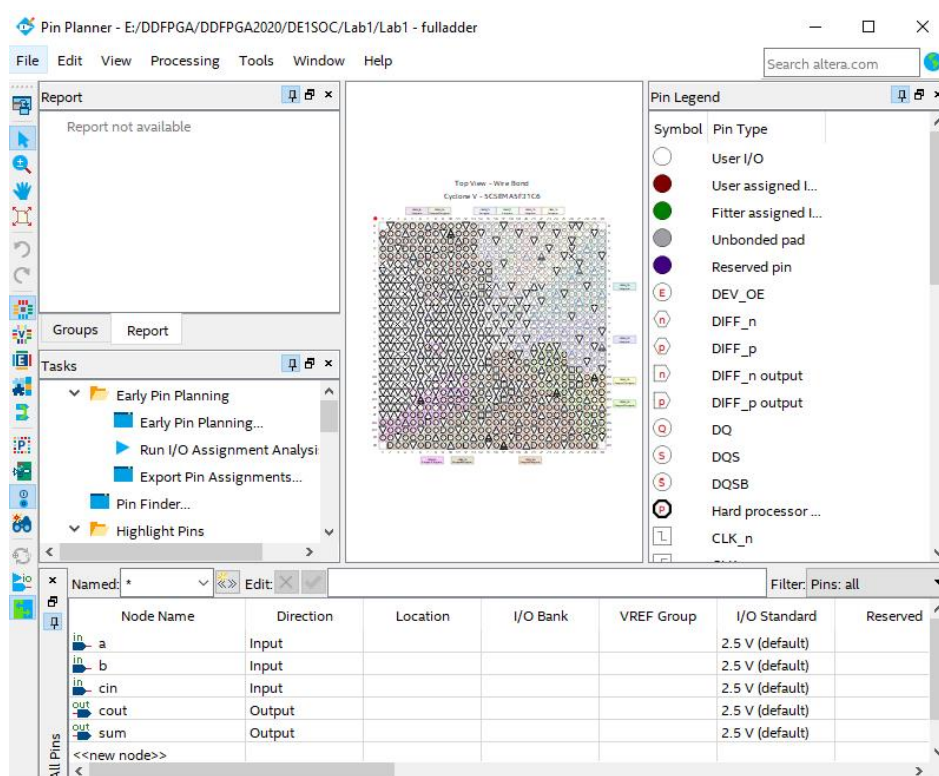 Pin Planner - E:/DDFPGA/DDFPGA2020/DE1SOC/Lab1/Lab1 - fulladder
File Edit View Processing Tools Window Help
Search altera.com
Report
Report not available
Groups Report
Tasks
Early Pin Planning
Early Pin Planning...
Run I/O Assignment Analysi
Export Pin Assignments...
Pin Finder...
Highlight Pins
Top View - Wire Bond
Cyclone V - 5CSEMA5F31C6
Pin Legend
Symbol Pin Type
User I/O
User assigned I...
Fitter assigned I...
Unbonded pad
Reserved pin
E DEV_OE
n DIFF_n
p DIFF_p
n DIFF_n output
p DIFF_p output
Q DQ
S DQS
S DQSB
P Hard processor ...
CLK_n
Named: * Edit: Filter: Pins: all
Node Name Direction Location I/O Bank VREF Group I/O Standard Reserved
in a Input 2.5 V (default)
in b Input 2.5 V (default)
in cin Input 2.5 V (default)
out cout Output 2.5 V (default)
out sum Output 2.5 V (default)
<<new node>>
All Pins